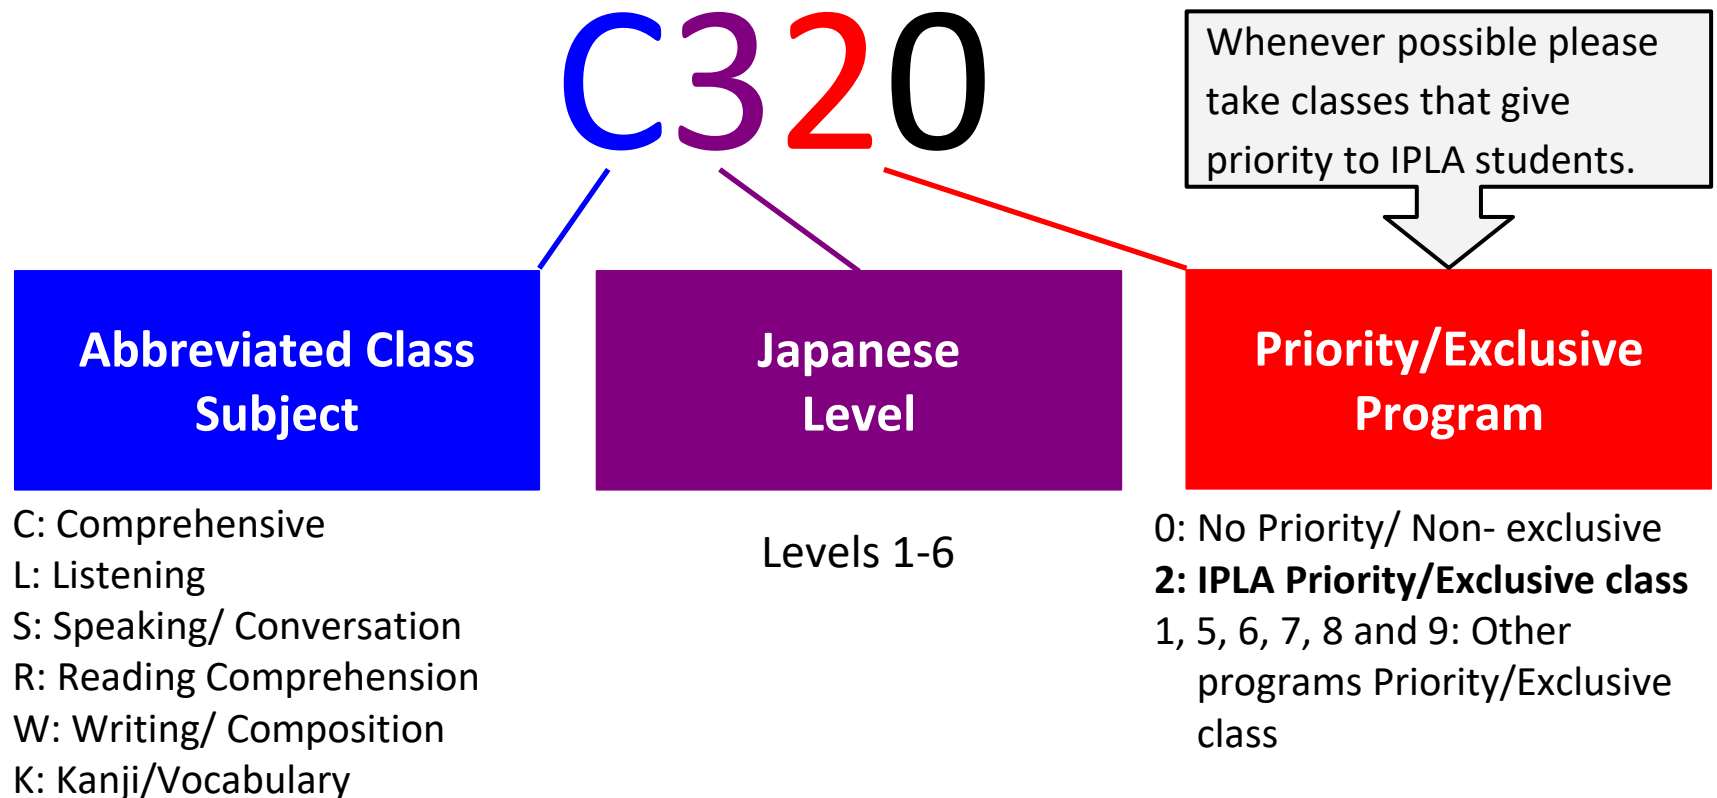 C320
Whenever possible please
take classes that give
priority to IPLA students.
Abbreviated Class
Subject
Japanese
Level
Priority/Exclusive
Program
C: Comprehensive
L: Listening
S: Speaking/ Conversation
R: Reading Comprehension
W: Writing/ Composition
K: Kanji/Vocabulary
Levels 1-6
0: No Priority/ Non- exclusive
2: IPLA Priority/Exclusive class
1, 5, 6, 7, 8 and 9: Other
programs Priority/Exclusive
class